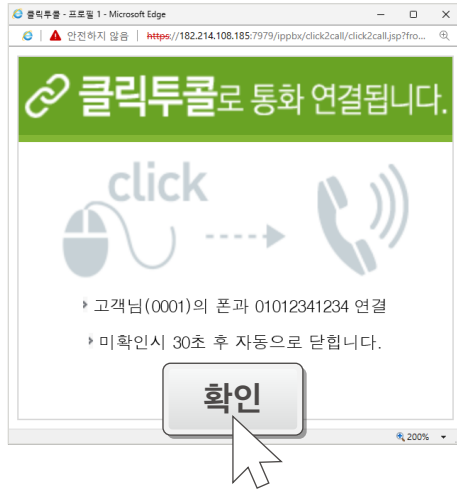 클릭투콜 - 프로필 1 - Microsoft Edge
안전하지 않음 | https://182.214.108.185:7979/ippbx/click2call/click2call.jsp?fro...
클릭투콜로 통화 연결됩니다.
click
고객님(0001)의 폰과 01012341234 연결
미확인시 30초 후 자동으로 닫힙니다.
확인
200%